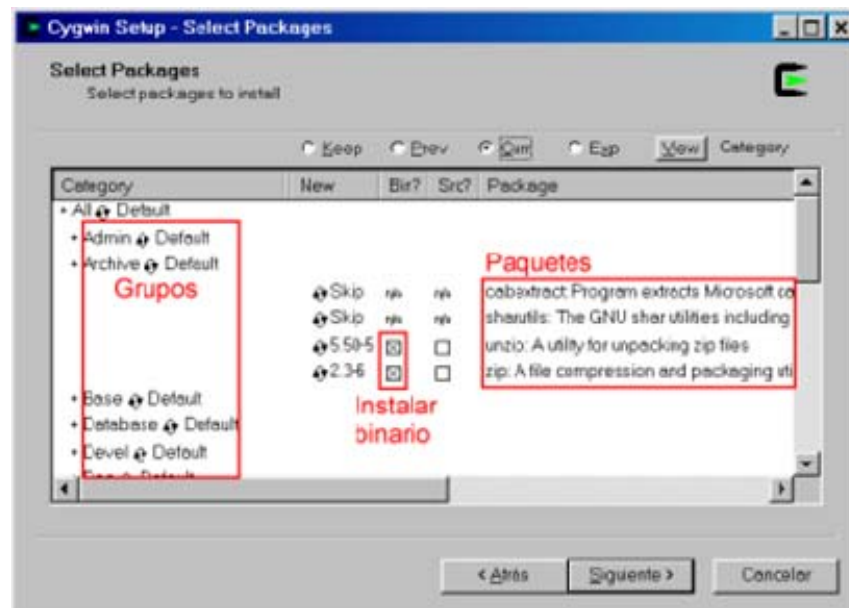 Cygwin Setup - Select Packages
Select Packages
Select packages to install
Keep Prev Curr Exp View Category
Category New Bin? Src? Package
All Default
Admin Default
Archive Default
Grupos
Paquetes
Skip n/a n/a cabextract: Program extracts Microsoft ca
Skip n/a n/a sharutils: The GNU shar utilities including
5.50-5 unzip: A utility for unpacking zip files
2.3-6 zip: A file compression and packaging uti
Instalar
binario
Base Default
Database Default
Devel Default
Default
< Atrás Siguiente > Cancelar